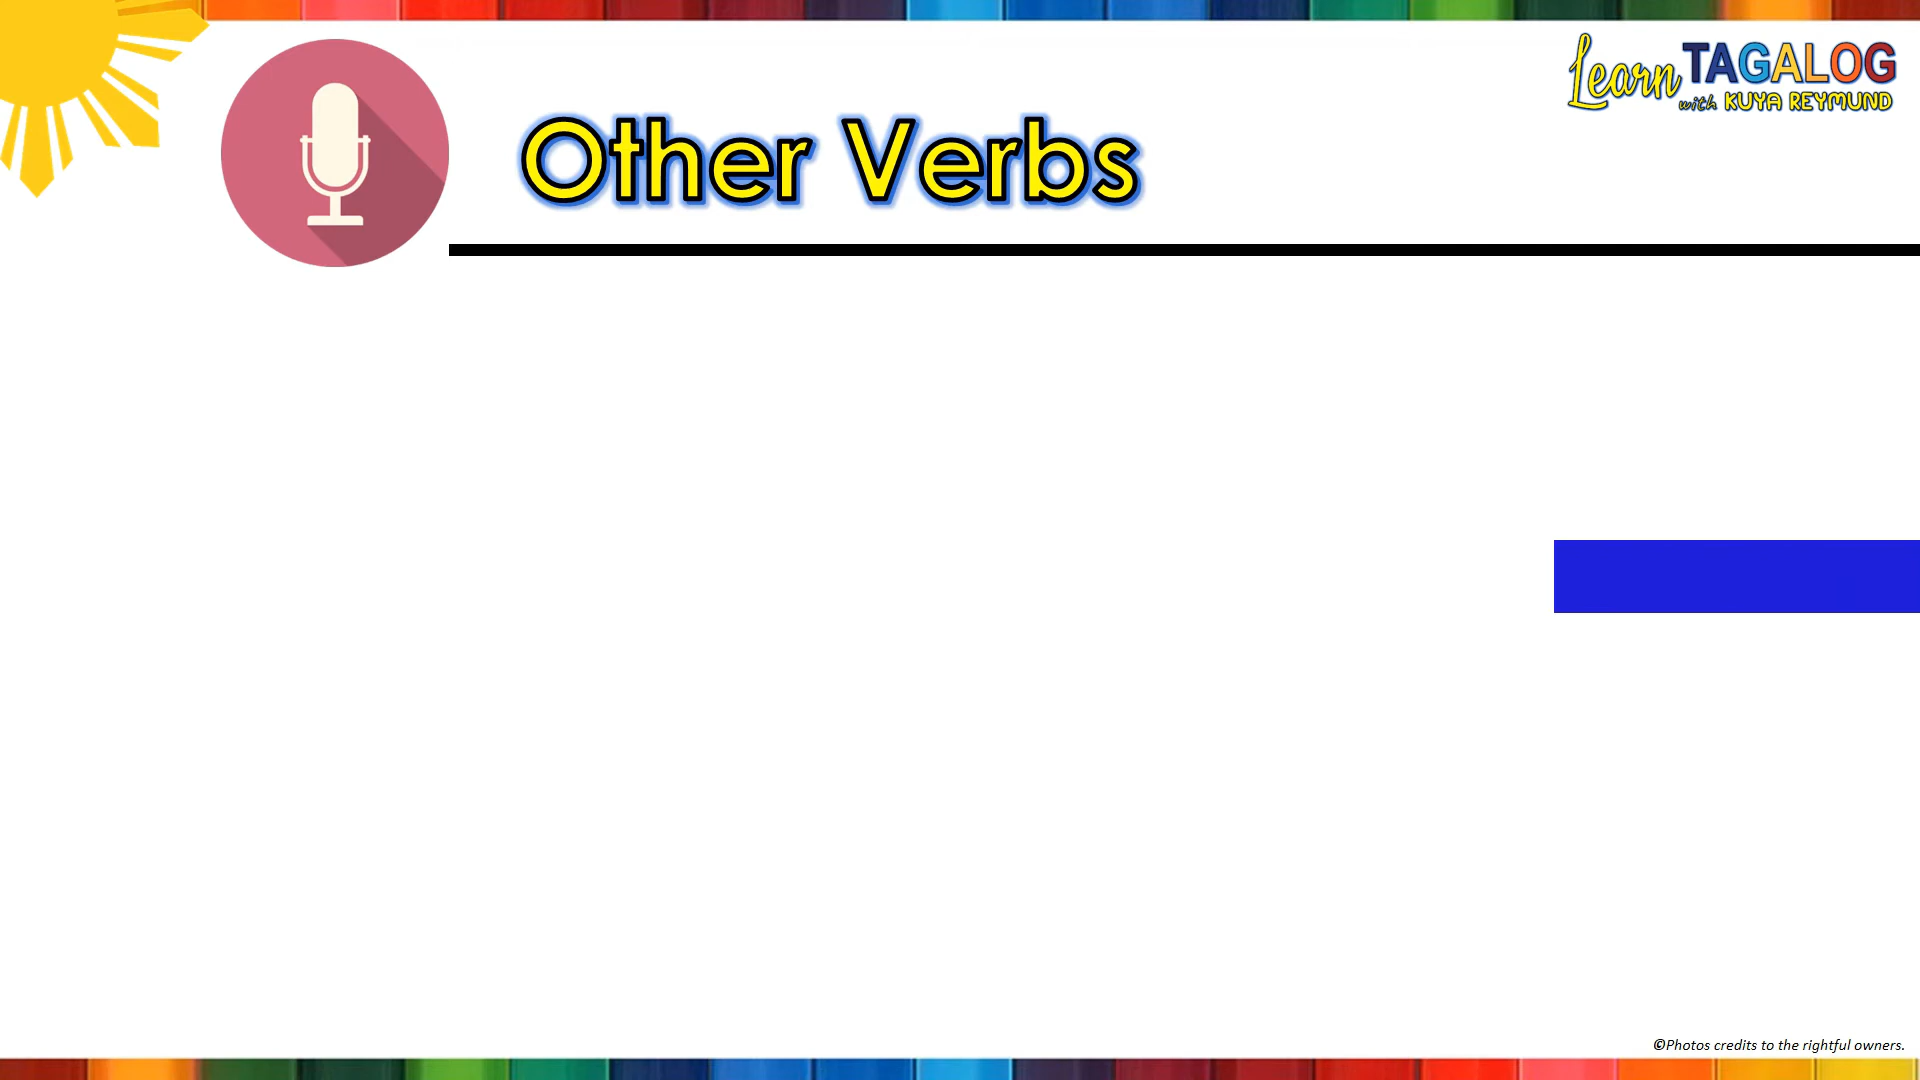 Learn TAGALOG
with KUYA REYMUND
Other Verbs
©Photos credits to the rightful owners.